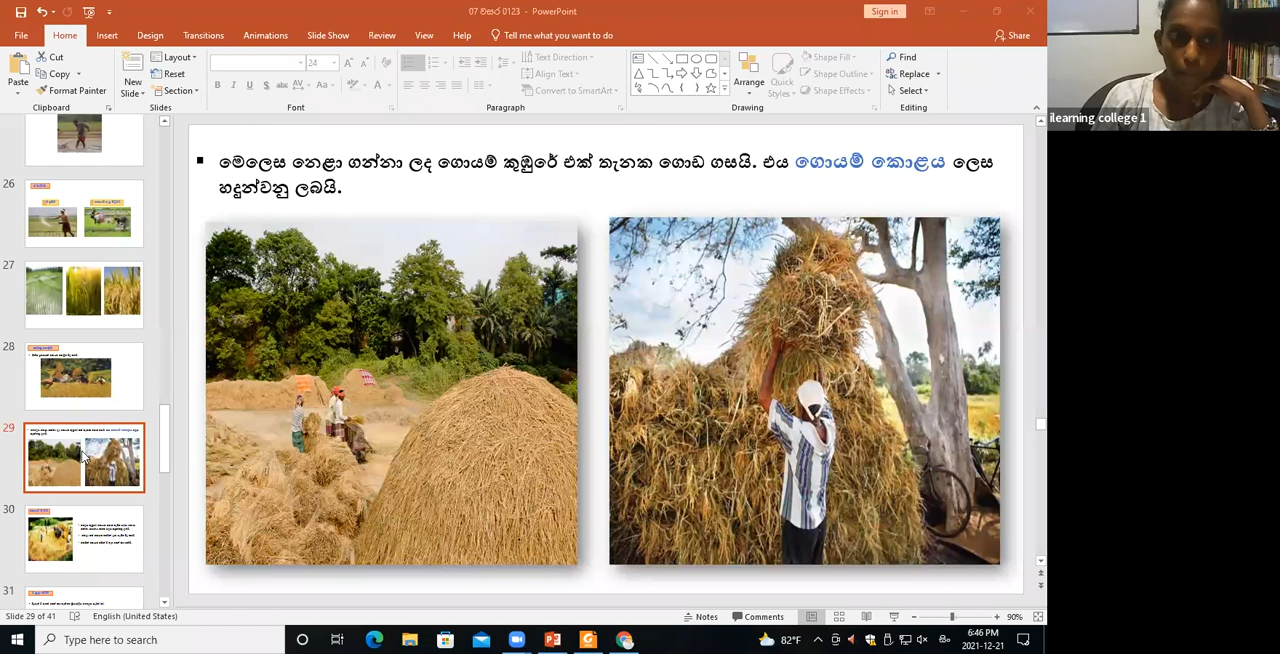 07 වසර 0123 - PowerPoint
Sign in
File Home Insert Design Transitions Animations Slide Show Review View Help Tell me what you want to do Share
Paste
Cut
Copy
Format Painter
Clipboard
New Slide
Layout
Reset
Section
Slides
24
Font
Text Direction
Align Text
Convert to SmartArt
Paragraph
Arrange
Quick Styles
Shape Fill
Shape Outline
Shape Effects
Drawing
Find
Replace
Select
Editing
ilearning college 1
26
27
28
29
30
31
මෙලෙස නෙළා ගන්නා ලද ගොයම් කුඹුරේ එක් තැනක ගොඩ ගසයි. එය ගොයම් කොළය ලෙස
හදුන්වනු ලබයි.
Slide 29 of 41 English (United States) Notes Comments 90%
Type here to search
82°F
6:46 PM
2021-12-21